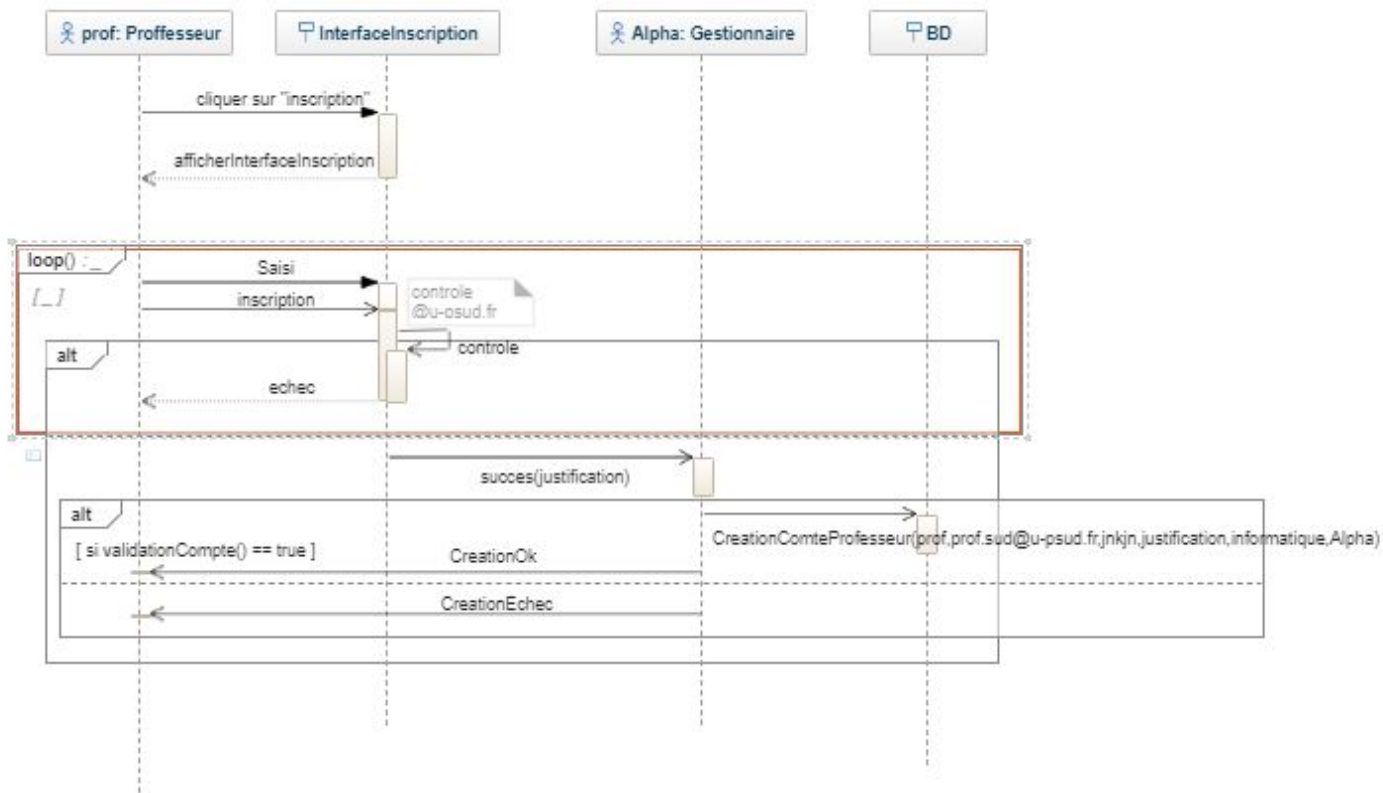 prof: Proffesseur
InterfaceInscription
Alpha: Gestionnaire
BD
cliquer sur "inscription"
afficherInterfaceInscription
loop() :_
[_]
Saisi
inscription
controle
@u-osud.fr
controle
alt
echec
succes(justification)
alt
[ si validationCompte() == true ]
CreationComteProfesseur(prof,prof.sud@u-psud.fr,jnkjn,justification,informatique,Alpha)
CreationOk
CreationEchec